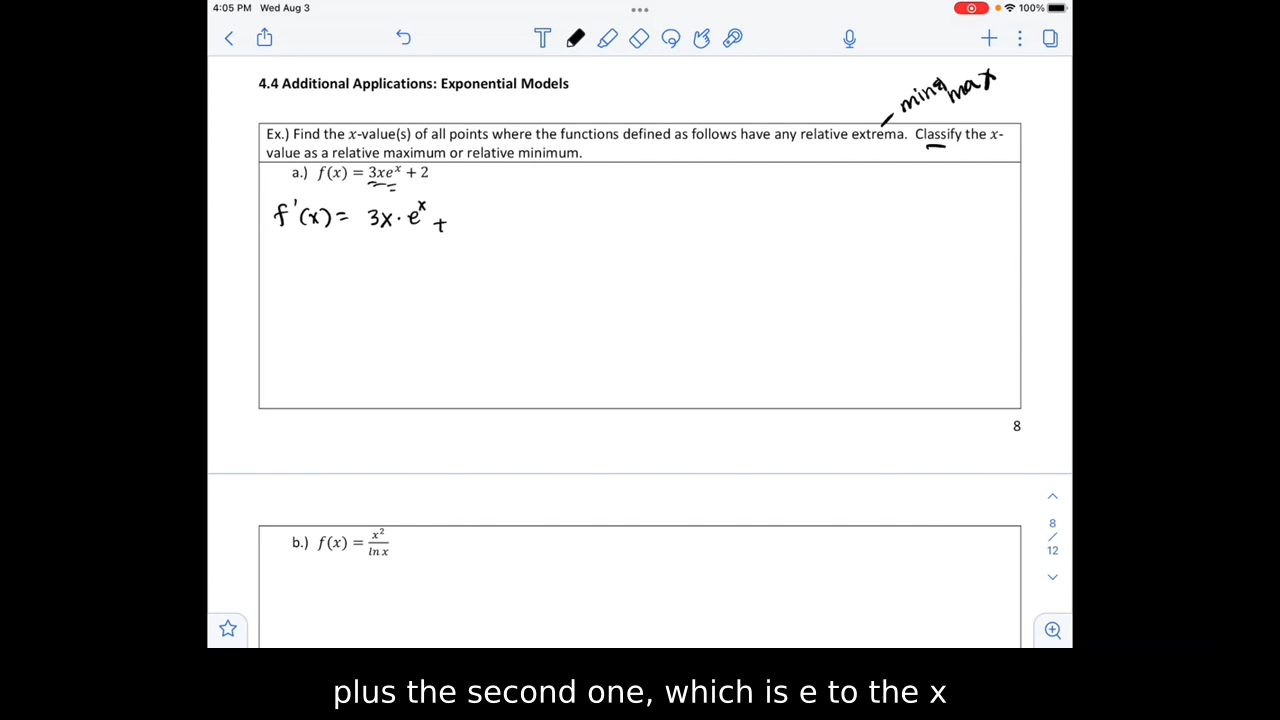 4:05 PM Wed Aug 3
100%
4.4 Additional Applications: Exponential Models
min & max
Ex.) Find the x-value(s) of all points where the functions defined as follows have any relative extrema. Classify the x-
value as a relative maximum or relative minimum.
a.) f(x) = 3xeˣ + 2
f'(x) = 3x · eˣ +
8
8
/
12
b.) f(x) = x²/ln x
plus the second one, which is e to the x